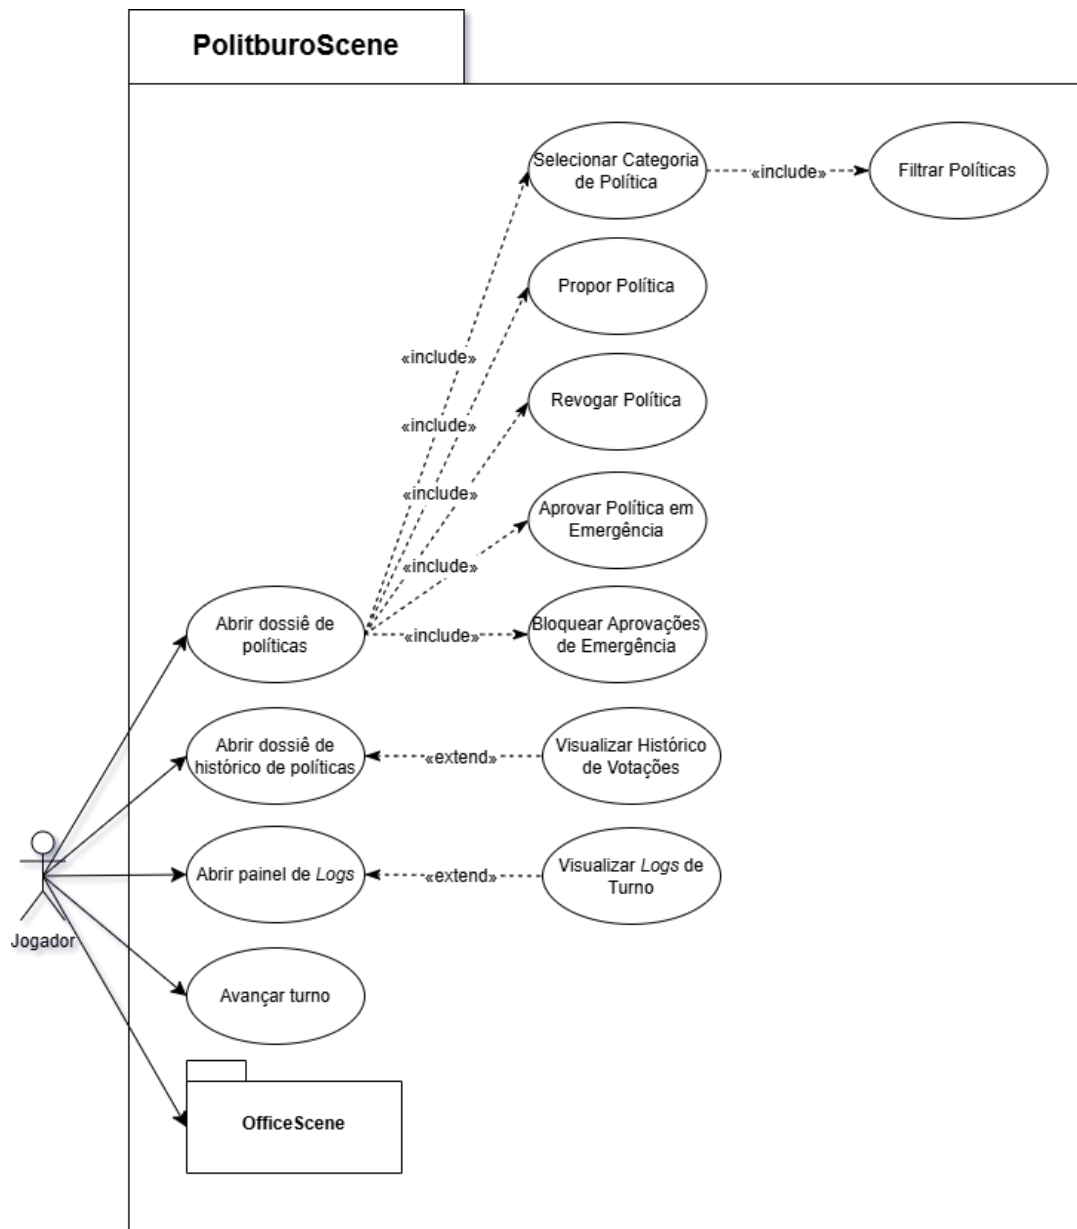 PolitburoScene
Selecionar Categoria
de Política
«include»
Filtrar Políticas
Propor Política
«include»
Revogar Política
«include»
«include»
Aprovar Política em
Emergência
«include»
Abrir dossiê de
políticas
«include»
Bloquear Aprovações
de Emergência
Abrir dossiê de
histórico de políticas
«extend»
Visualizar Histórico
de Votações
Abrir painel de Logs
«extend»
Visualizar Logs de
Turno
Jogador
Avançar turno
OfficeScene